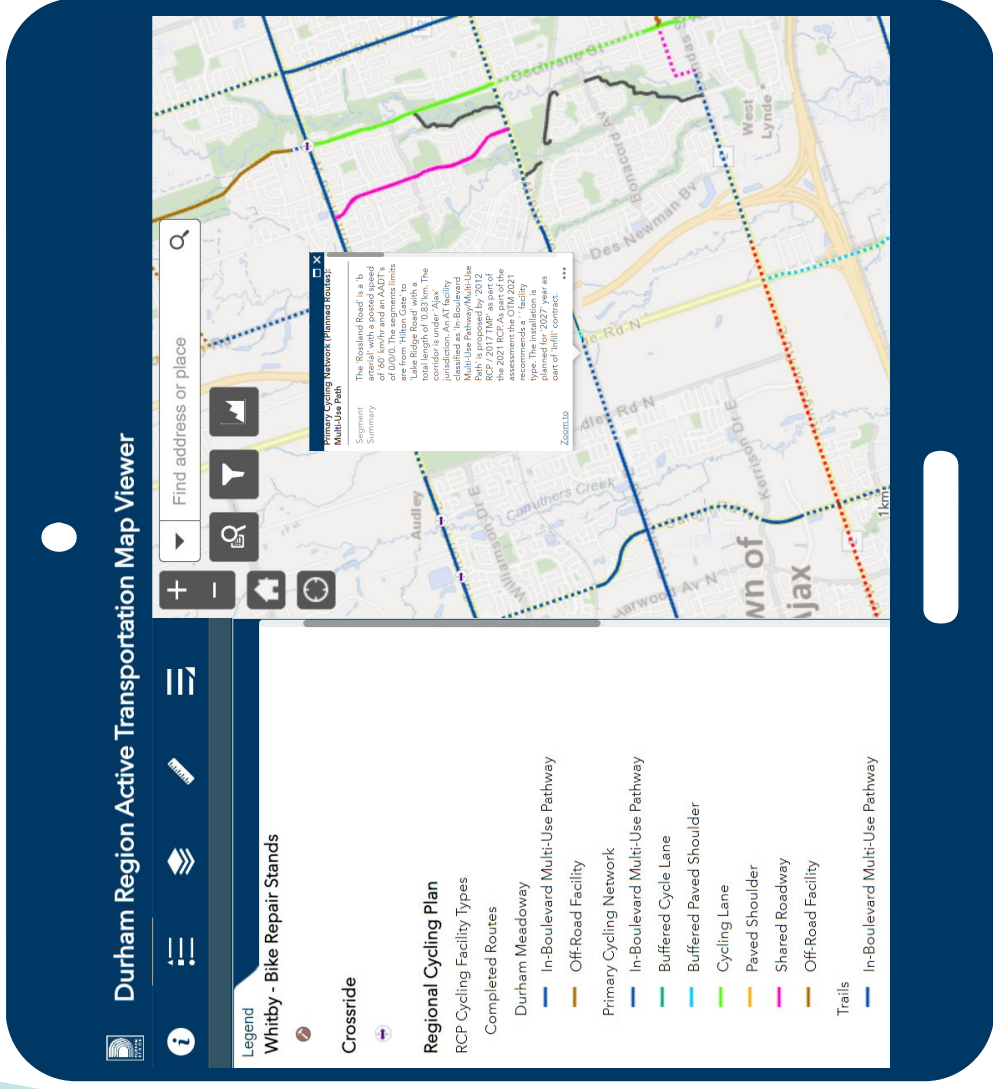 Durham Region Active Transportation Map Viewer
Legend
Whitby - Bike Repair Stands
Crossride
Regional Cycling Plan
RCP Cycling Facility Types
Completed Routes
Durham Meadoway
In-Boulevard Multi-Use Pathway
Off-Road Facility
Primary Cycling Network
In-Boulevard Multi-Use Pathway
Buffered Cycle Lane
Buffered Paved Shoulder
Cycling Lane
Paved Shoulder
Shared Roadway
Off-Road Facility
Trails
In-Boulevard Multi-Use Pathway
+
−
Find address or place
Primary Cycling Network (Planned Routes):
Multi-Use Path
Segment
Summary
The 'Rossland Road' is a 'b
arterial' with a posted speed
of '60' km/hr and an AADT's
of 0/0/0. The segments limits
are from 'Hilton Gate' to
'Lake Ridge Road' with a
total length of '0.83' km. The
corridor is under 'Ajax'
jurisdiction. An AT facility
classified as 'In-Boulevard
Multi-Use Pathway/Multi-Use
Path' is proposed by '2012
RCP / 2017 TMP' as part of
the 2021 RCP. As part of the
assessment the OTM 2021
recommends a ' ' facility
type. The installation is
planned for '2027' year as
part of 'Infill' contract.
Zoom to
Audley
Williamson Dr E
Carruthers Creek
dley Rd N
e Rd N
Kerrison Dr E
arwood Av N
wn of
Ajax
Des Newman Bv
Bonacord Av
Cochrane St
West
Lynde
1km